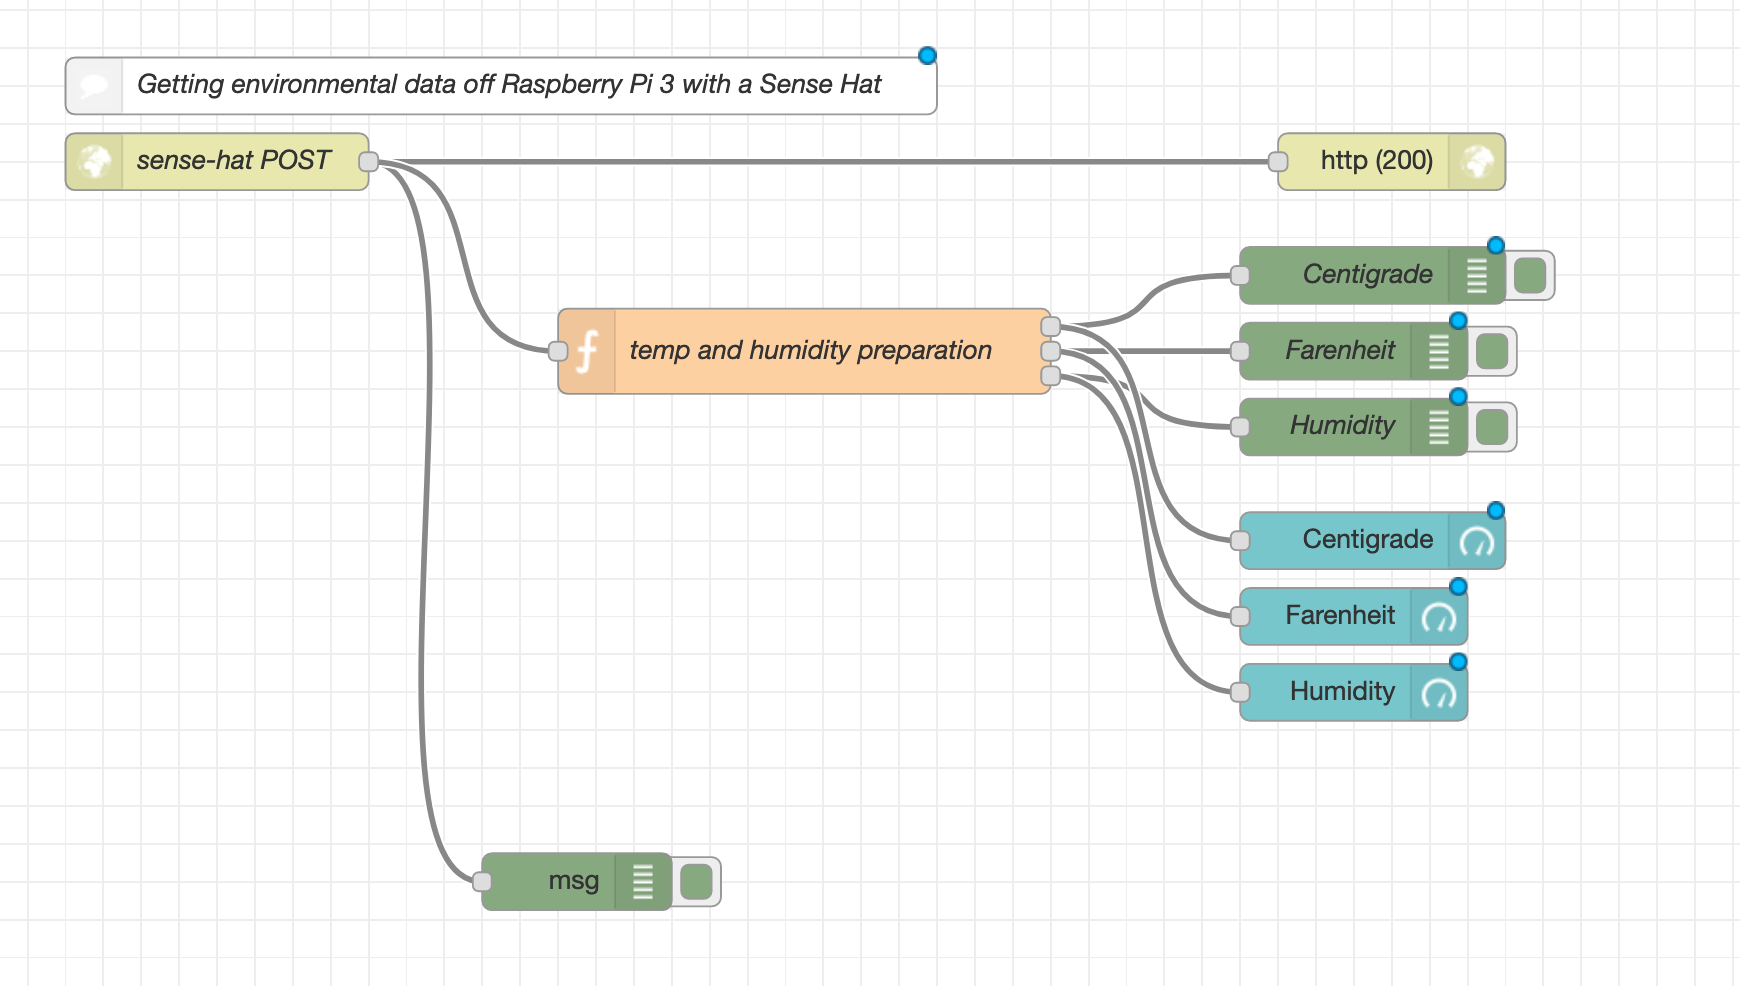 Getting environmental data off Raspberry Pi 3 with a Sense Hat
sense-hat POST
http (200)
Centigrade
temp and humidity preparation
Farenheit
Humidity
Centigrade
Farenheit
Humidity
msg